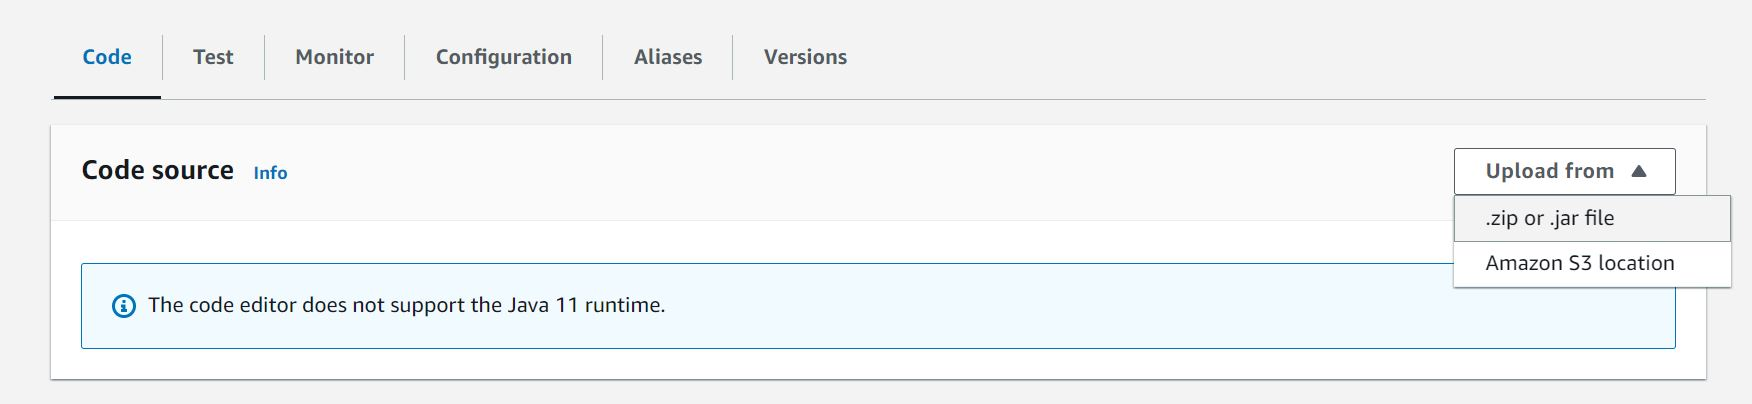 Code Test Monitor Configuration Aliases Versions
Code source Info
Upload from
.zip or .jar file
Amazon S3 location
The code editor does not support the Java 11 runtime.